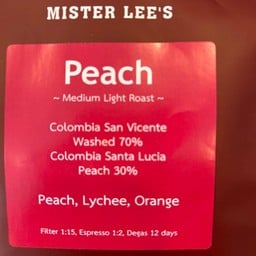 MISTER LEE'S
Peach
~ Medium Light Roast ~
Colombia San Vicente
Washed 70%
Colombia Santa Lucia
Peach 30%
Peach, Lychee, Orange
Filter 1:15, Espresso 1:2, Degas 12 days